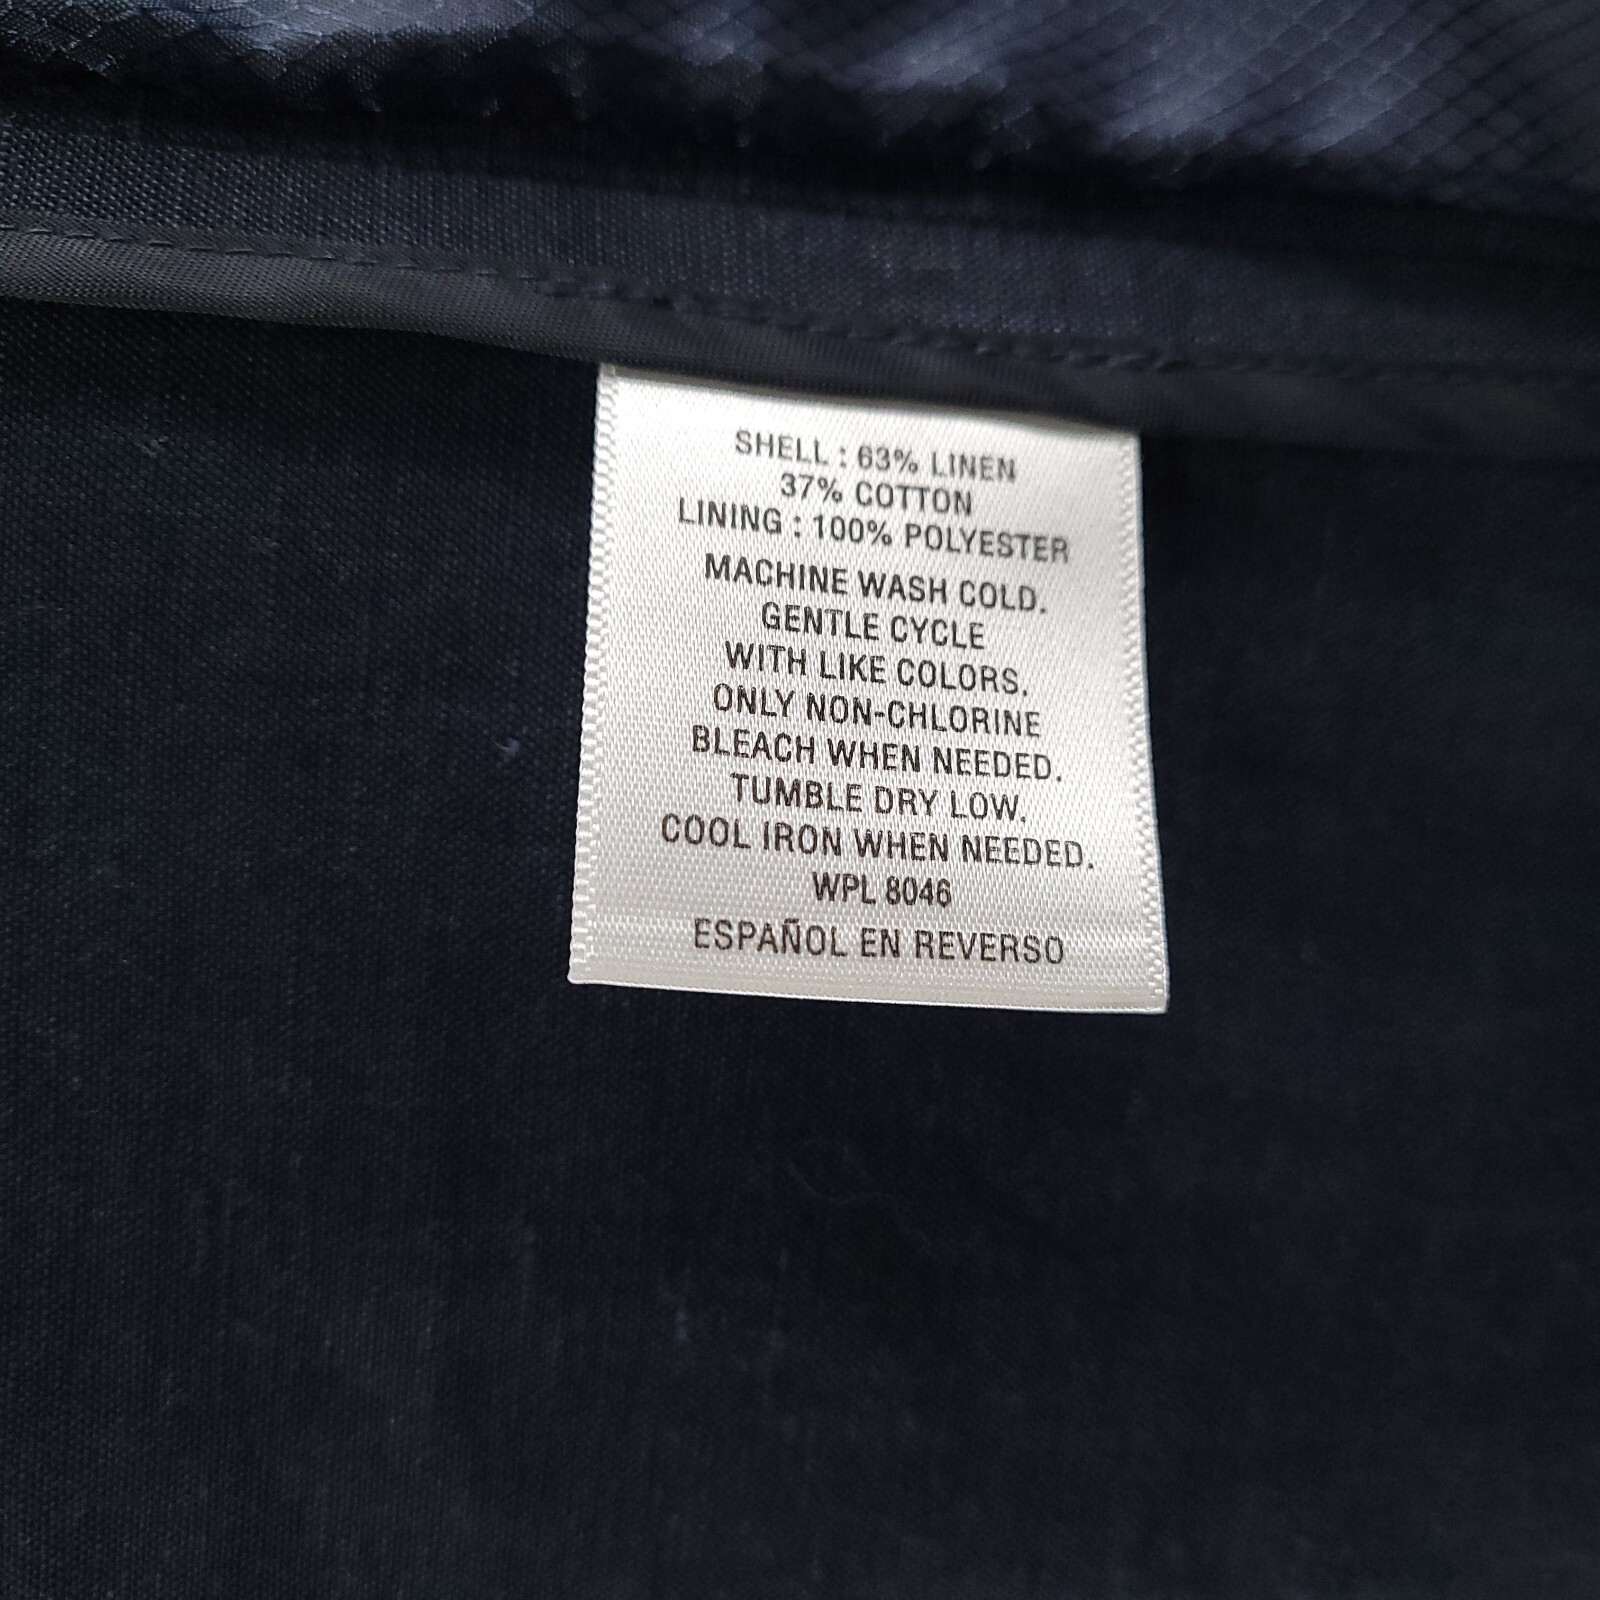 SHELL : 63% LINEN
37% COTTON
LINING : 100% POLYESTER
MACHINE WASH COLD.
GENTLE CYCLE
WITH LIKE COLORS.
ONLY NON-CHLORINE
BLEACH WHEN NEEDED.
TUMBLE DRY LOW.
COOL IRON WHEN NEEDED.
WPL 8046
ESPAÑOL EN REVERSO